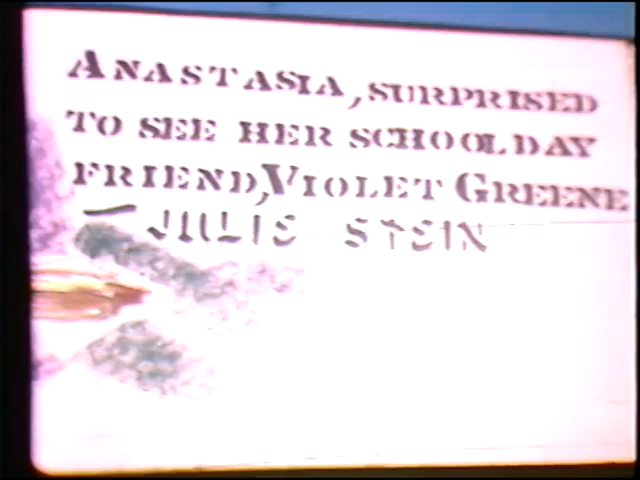 ANASTASIA, SURPRISED
TO SEE HER SCHOOLDAY
FRIEND, VIOLET GREENE
— JULIE STEIN